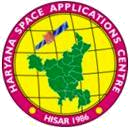 HARYANA SPACE APPLICATIONS CENTRE
HISAR 1986